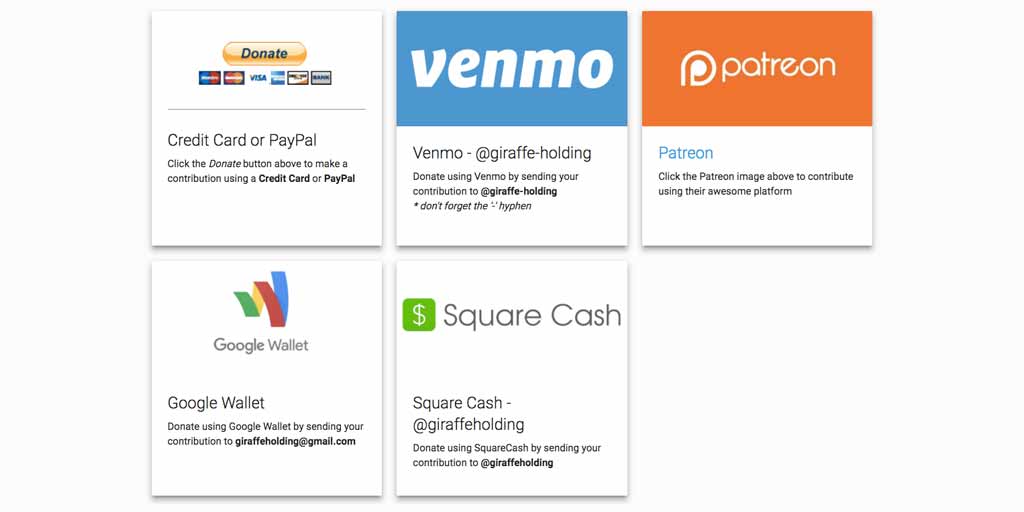 Donate
VISA
BANK
Credit Card or PayPal
Click the Donate button above to make a
contribution using a Credit Card or PayPal
venmo
Venmo - @giraffe-holding
Donate using Venmo by sending your
contribution to @giraffe-holding
* don't forget the '-' hyphen
patreon
Patreon
Click the Patreon image above to contribute
using their awesome platform
Google Wallet
Google Wallet
Donate using Google Wallet by sending your
contribution to giraffeholding@gmail.com
$ Square Cash
Square Cash -
@giraffeholding
Donate using SquareCash by sending your
contribution to @giraffeholding